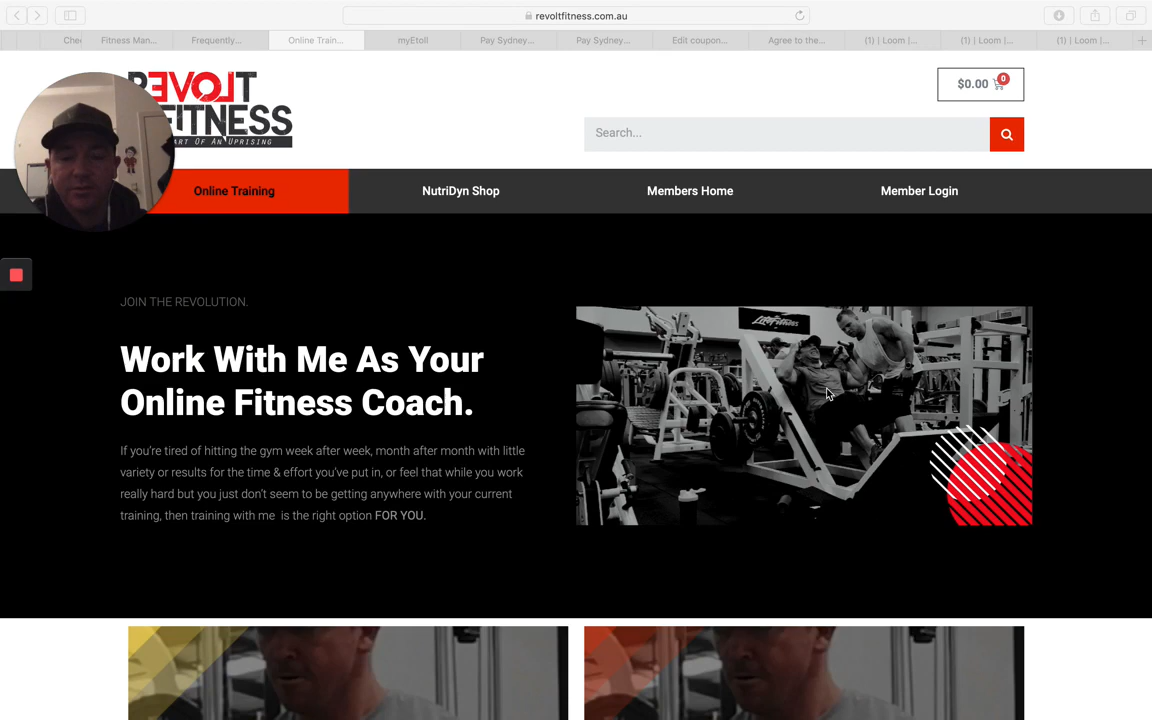 revoltfitness.com.au
Chec
Fitness Man...
Frequently...
Online Train...
myEtoll
Pay Sydney...
Pay Sydney...
Edit coupon...
Agree to the...
(1) | Loom |...
(1) | Loom |...
(1) | Loom |...
REVOLT
FITNESS
ART OF AN UPRISING
$0.00
0
Search...
Online Training
NutriDyn Shop
Members Home
Member Login
JOIN THE REVOLUTION.
Work With Me As Your
Online Fitness Coach.
If you're tired of hitting the gym week after week, month after month with little
variety or results for the time & effort you've put in, or feel that while you work
really hard but you just don't seem to be getting anywhere with your current
training, then training with me is the right option FOR YOU.
Life Fitness